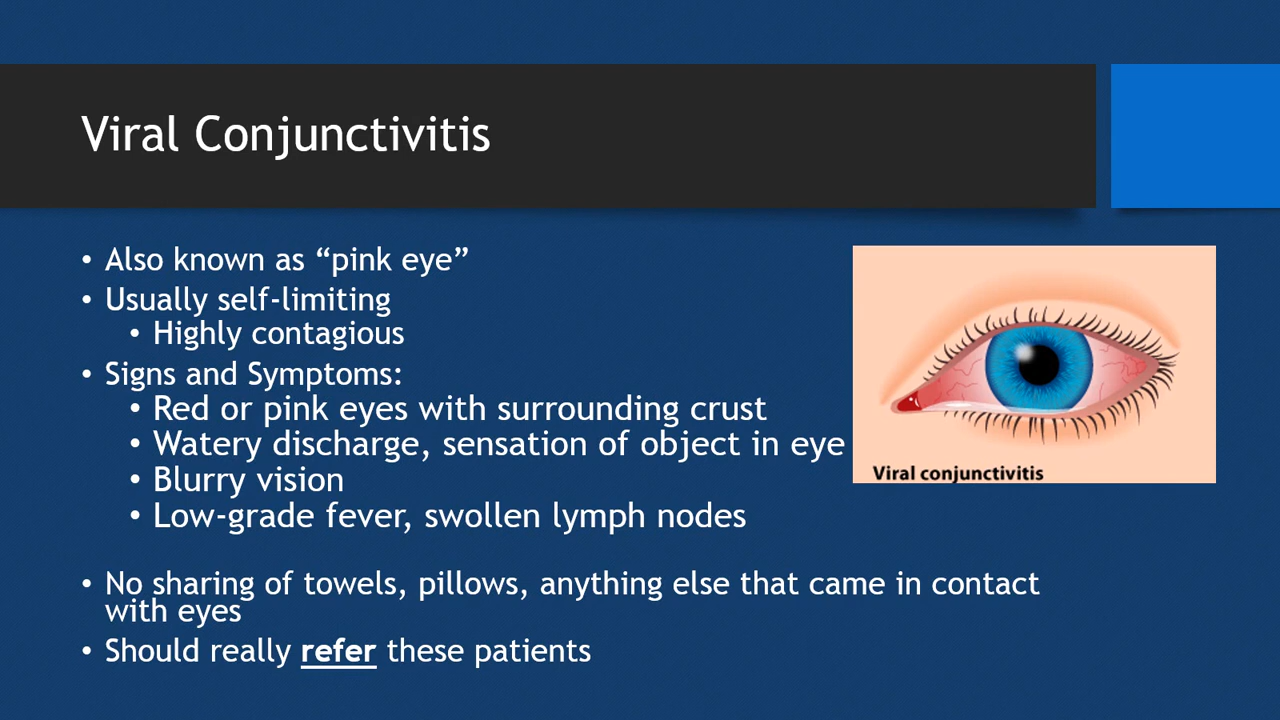 Viral Conjunctivitis
• Also known as “pink eye”
• Usually self-limiting
• Highly contagious
• Signs and Symptoms:
• Red or pink eyes with surrounding crust
• Watery discharge, sensation of object in eye
• Blurry vision
• Low-grade fever, swollen lymph nodes
Viral conjunctivitis
• No sharing of towels, pillows, anything else that came in contact
with eyes
• Should really refer these patients